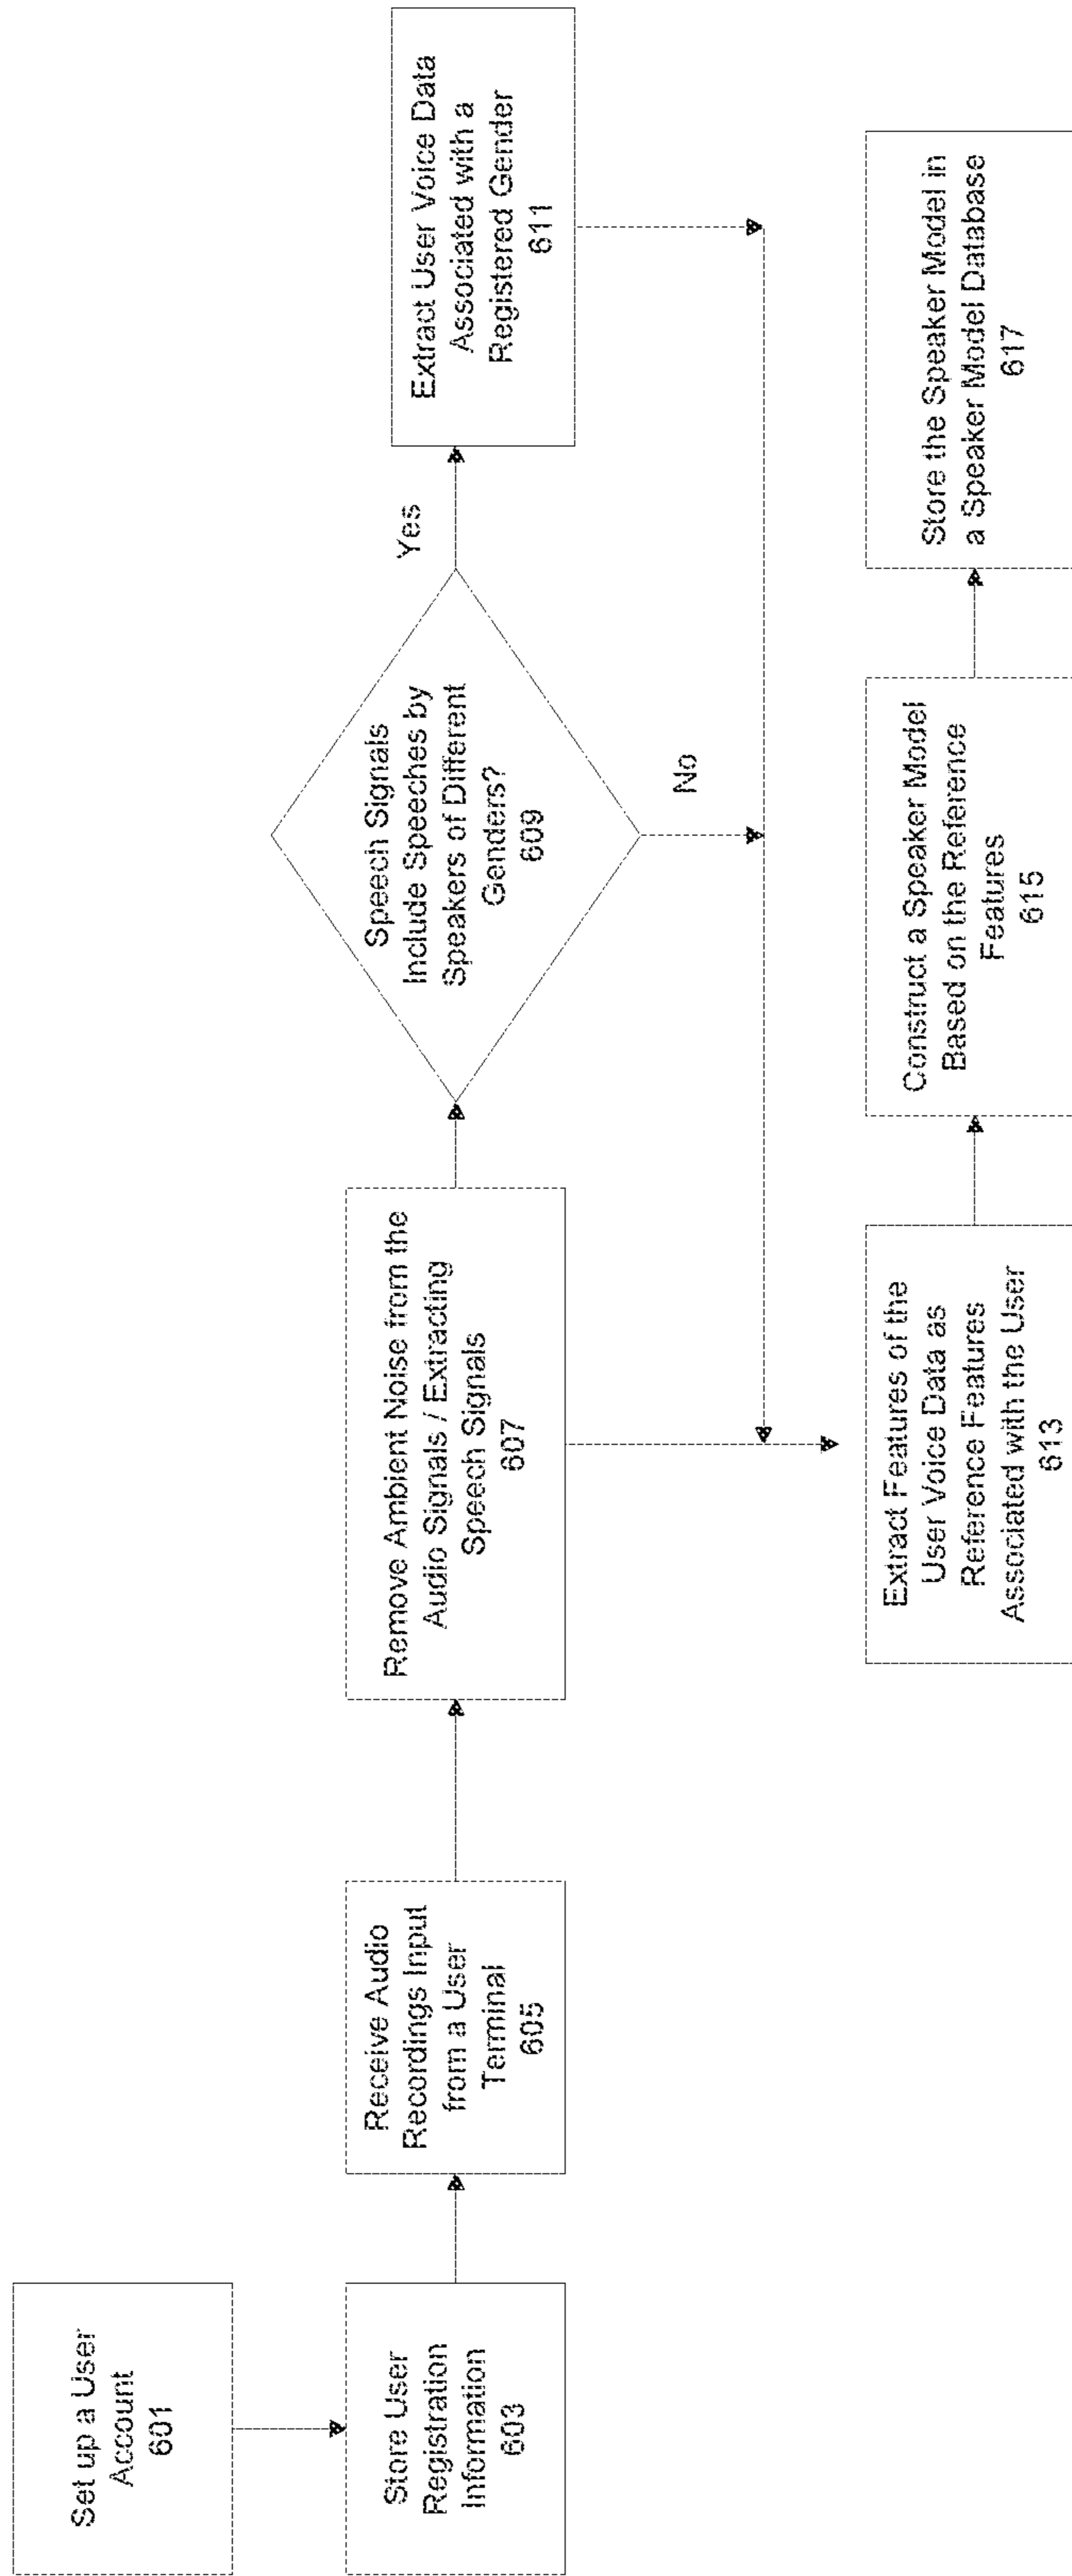 Set up a User
Account
601
Store User
Registration
Information
603
Receive Audio
Recordings Input
from a User
Terminal
605
Remove Ambient Noise from the
Audio Signals / Extracting
Speech Signals
607
Speech Signals
Include Speeches by
Speakers of Different
Genders?
609
Yes
No
Extract User Voice Data
Associated with a
Registered Gender
611
Extract Features of the
User Voice Data as
Reference Features
Associated with the User
613
Construct a Speaker Model
Based on the Reference
Features
615
Store the Speaker Model in
a Speaker Model Database
617